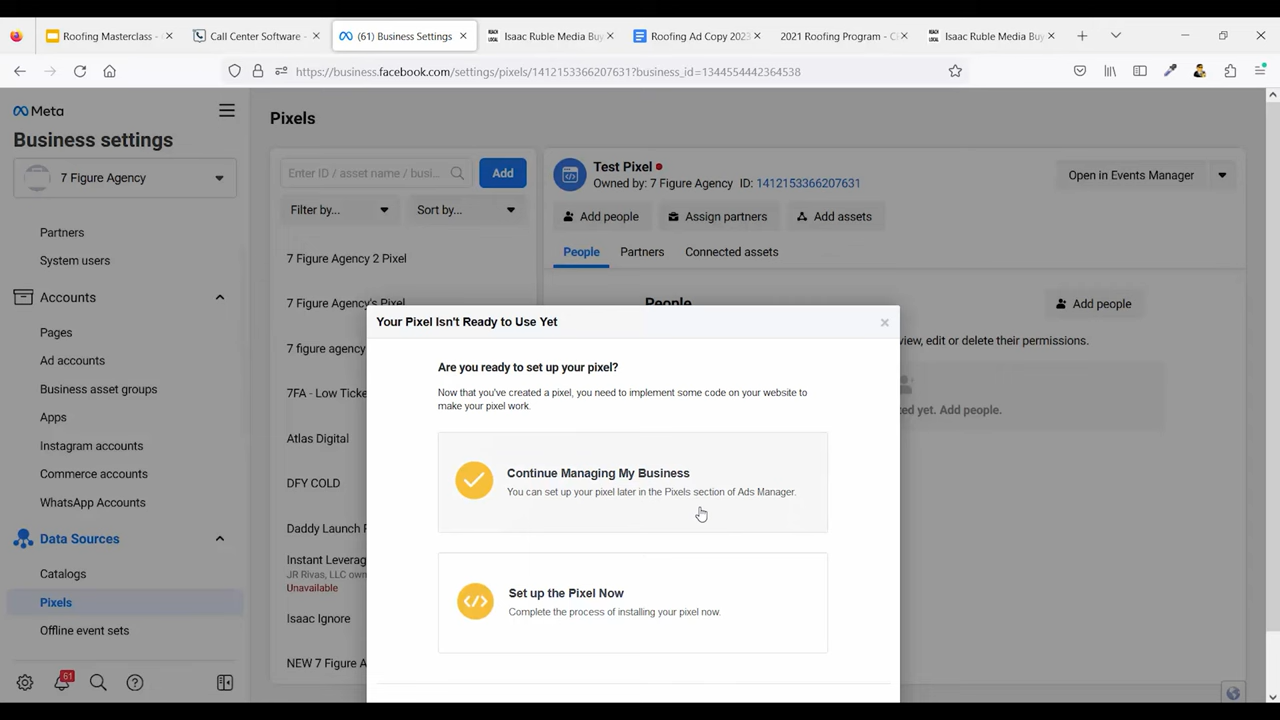 Roofing Masterclass -
Call Center Software -
(61) Business Settings
Isaac Ruble Media Buy
Roofing Ad Copy 2023
2021 Roofing Program -
Isaac Ruble Media Buy
https://business.facebook.com/settings/pixels/1412153366207631?business_id=1344554442364538
Meta
Business settings
7 Figure Agency
Partners
System users
Accounts
Pages
Ad accounts
Business asset groups
Apps
Instagram accounts
Commerce accounts
WhatsApp Accounts
Data Sources
Catalogs
Pixels
Offline event sets
61
Pixels
Enter ID / asset name / busi...
Add
Filter by...
Sort by...
7 Figure Agency 2 Pixel
7 Figure Agency's Pixel
7 figure agency
7FA - Low Ticke
Atlas Digital
DFY COLD
Daddy Launch
Instant Leverag
JR Rivas, LLC own
Unavailable
Isaac Ignore
NEW 7 Figure A
Test Pixel
Owned by: 7 Figure Agency ID: 1412153366207631
Open in Events Manager
Add people
Assign partners
Add assets
People
Partners
Connected assets
People
Add people
view, edit or delete their permissions.
yet. Add people.
Your Pixel Isn't Ready to Use Yet
Are you ready to set up your pixel?
Now that you've created a pixel, you need to implement some code on your website to
make your pixel work.
Continue Managing My Business
You can set up your pixel later in the Pixels section of Ads Manager.
Set up the Pixel Now
Complete the process of installing your pixel now.